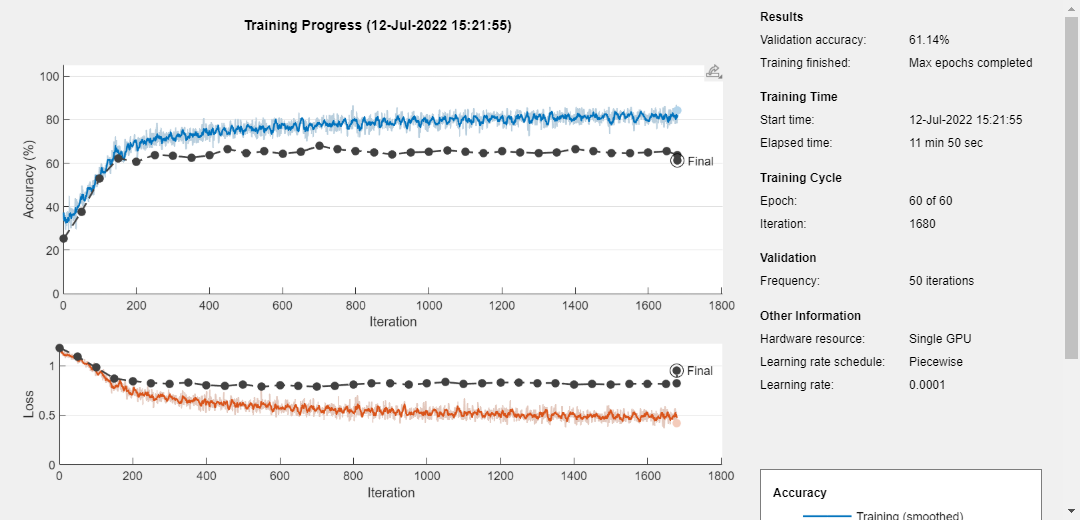 Training Progress (12-Jul-2022 15:21:55)
100
80
60
40
20
0
Accuracy (%)
Final
0 200 400 600 800 1000 1200 1400 1600 1800
Iteration
1
0.5
0
Loss
Final
0 200 400 600 800 1000 1200 1400 1600 1800
Iteration
Results
Validation accuracy: 61.14%
Training finished: Max epochs completed
Training Time
Start time: 12-Jul-2022 15:21:55
Elapsed time: 11 min 50 sec
Training Cycle
Epoch: 60 of 60
Iteration: 1680
Validation
Frequency: 50 iterations
Other Information
Hardware resource: Single GPU
Learning rate schedule: Piecewise
Learning rate: 0.0001
Accuracy
Training (smoothed)